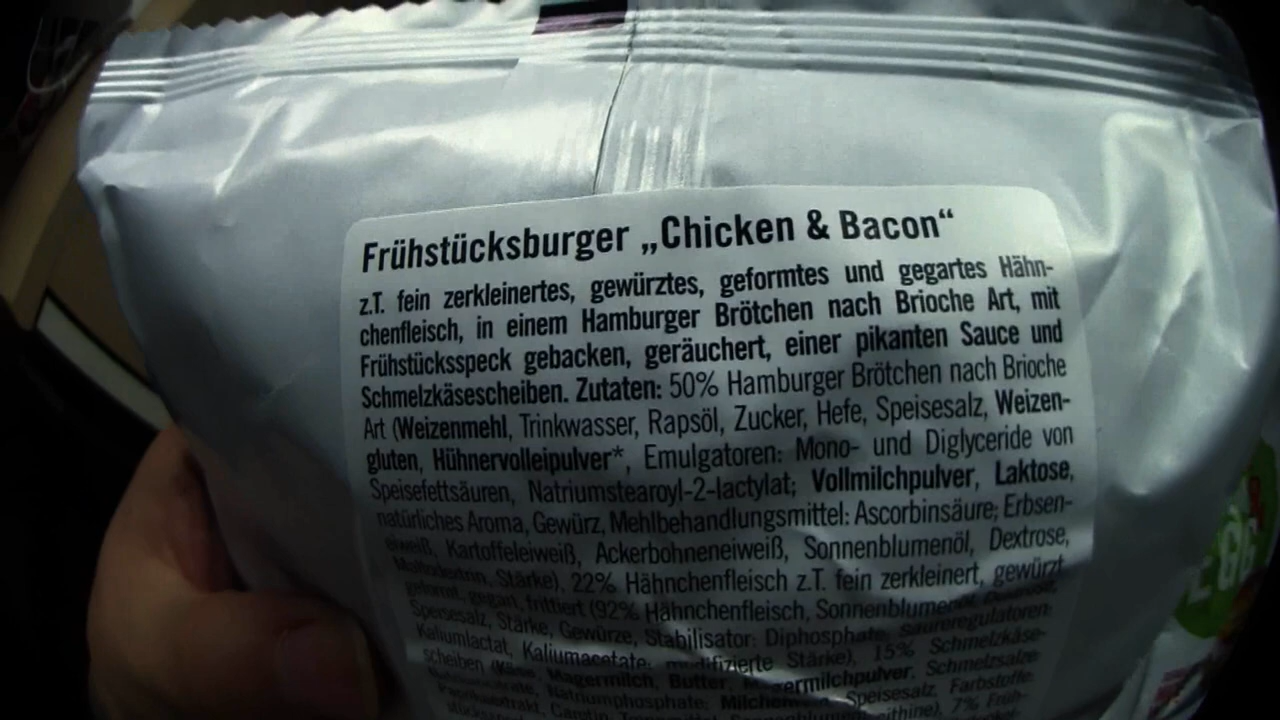 Frühstücksburger „Chicken & Bacon“
z.T. fein zerkleinertes, gewürztes, geformtes und gegartes Hähn-
chenfleisch, in einem Hamburger Brötchen nach Brioche Art, mit
Frühstücksspeck gebacken, geräuchert, einer pikanten Sauce und
Schmelzkäsescheiben. Zutaten: 50% Hamburger Brötchen nach Brioche
Art (Weizenmehl, Trinkwasser, Rapsöl, Zucker, Hefe, Speisesalz, Weizen-
gluten, Hühnervolleipulver*, Emulgatoren: Mono- und Diglyceride von
Speisefettsäuren, Natriumstearoyl-2-lactylat; Vollmilchpulver, Laktose,
natürliches Aroma, Gewürz, Mehlbehandlungsmittel: Ascorbinsäure; Erbsen-
eiweiß, Kartoffeleiweiß, Ackerbohneneiweiß, Sonnenblumenöl, Dextrose,
Stärke), 22% Hähnchenfleisch z.T. fein zerkleinert, gewürzt,
geformt, gegart, frittiert (92% Hähnchenfleisch, Sonnenblumenöl,
Speisesalz, Stärke, Gewürze, Stabilisator: Diphosphate, Säureregulatoren:
Kaliumlactat, Kaliumacetate; modifizierte Stärke), 15% Schmelzkäse-
scheiben (Käse, Magermilch, Butter, Magermilchpulver, Schmelzsalze:
Natriumphosphate; Speisesalz, Farbstoffe:
Carotin; 7% Früh-